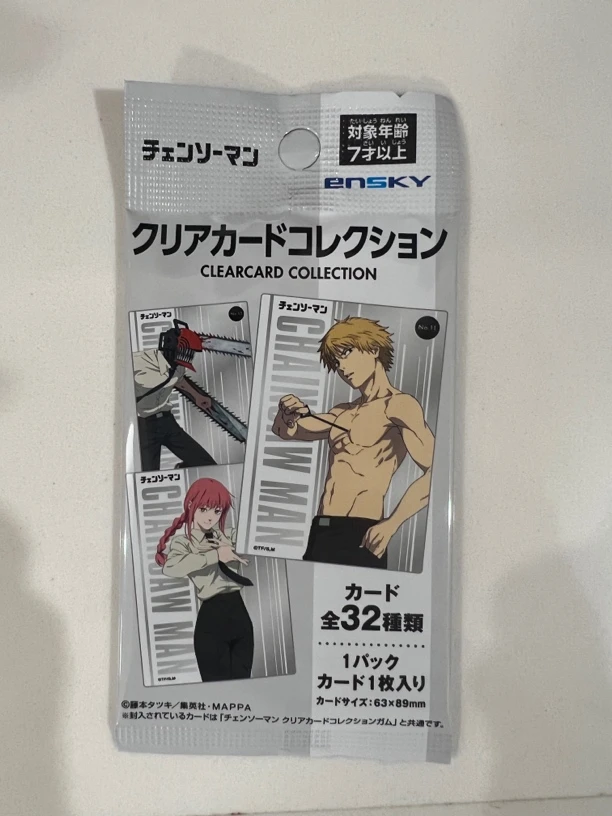 チェンソーマン
たいしょうねんれい
対象年齢
さいいじょう
7才以上
ensky
クリアカードコレクション
CLEARCARD COLLECTION
チェンソーマン
CHAINSAW MAN
チェンソーマン
No.11
CHAINSAW MAN
©TF/S,M
チェンソーマン
CHAINSAW MAN
©TF/S,M
カード
全32種類
1パック
カード1枚入り
カードサイズ:63×89mm
©藤本タツキ/集英社・MAPPA
※封入されているカードは「チェンソーマン クリアカードコレクションガム」と共通です。